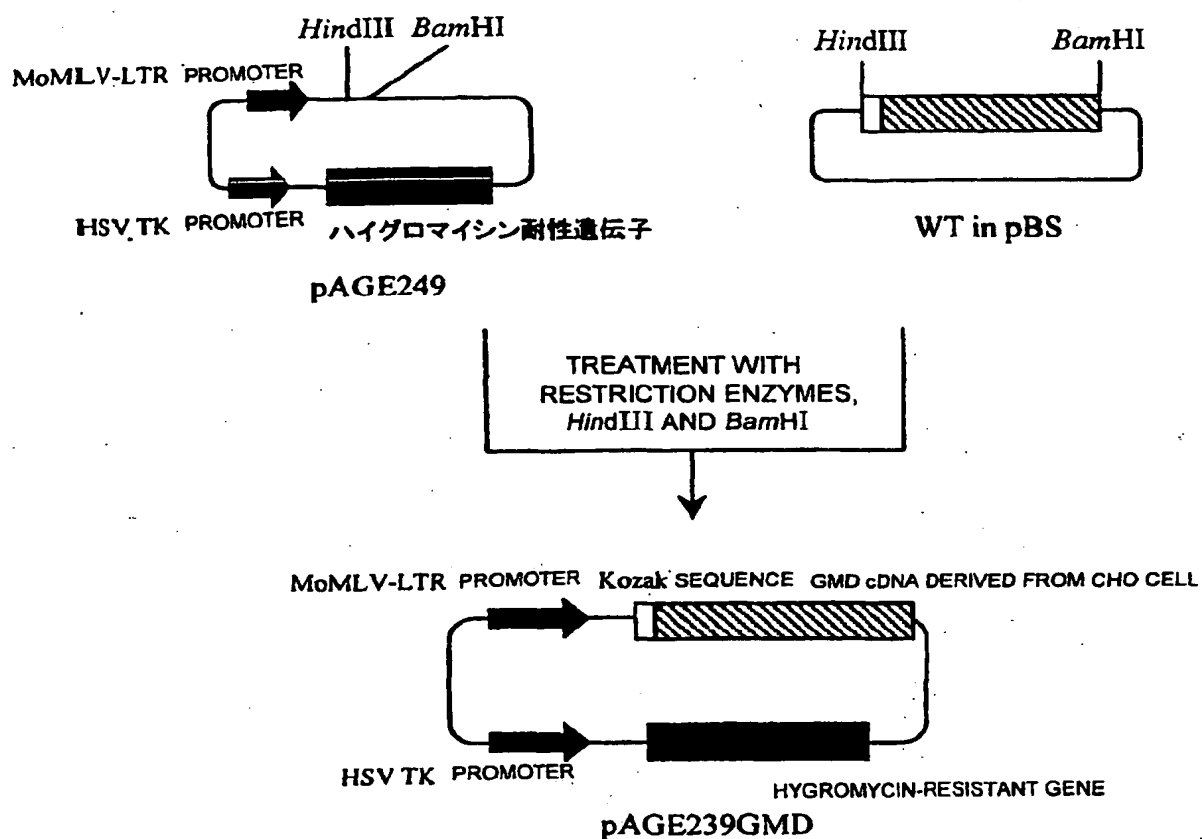 HindIII BamHI
MoMLV-LTR PROMOTER
HSV TK PROMOTER
ハイグロマイシン耐性遺伝子
pAGE249
HindIII BamHI
WT in pBS
TREATMENT WITH
RESTRICTION ENZYMES,
HindIII AND BamHI
MoMLV-LTR PROMOTER Kozak SEQUENCE GMD cDNA DERIVED FROM CHO CELL
HSV TK PROMOTER
HYGROMYCIN-RESISTANT GENE
pAGE239GMD